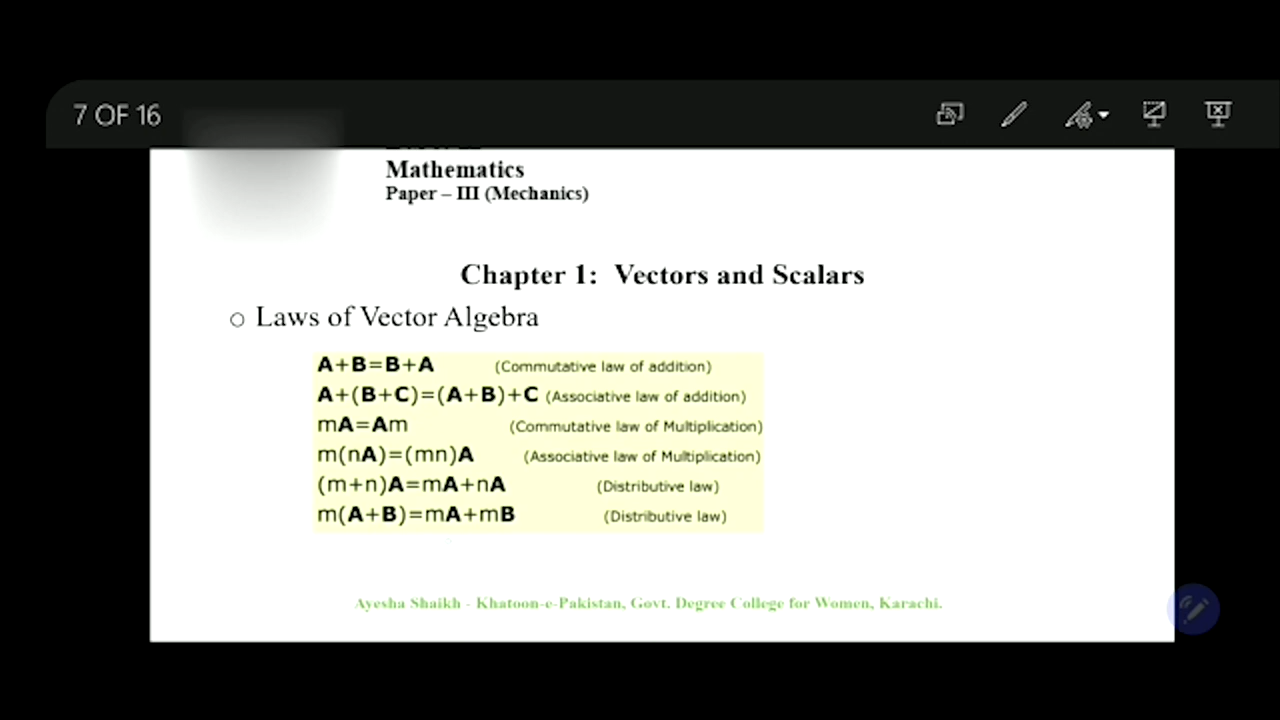 7 OF 16
Mathematics
Paper – III (Mechanics)
Chapter 1: Vectors and Scalars
○ Laws of Vector Algebra
A+B=B+A (Commutative law of addition)
A+(B+C)=(A+B)+C (Associative law of addition)
mA=Am (Commutative law of Multiplication)
m(nA)=(mn)A (Associative law of Multiplication)
(m+n)A=mA+nA (Distributive law)
m(A+B)=mA+mB (Distributive law)
Ayesha Shaikh - Khatoon-e-Pakistan, Govt. Degree College for Women, Karachi.